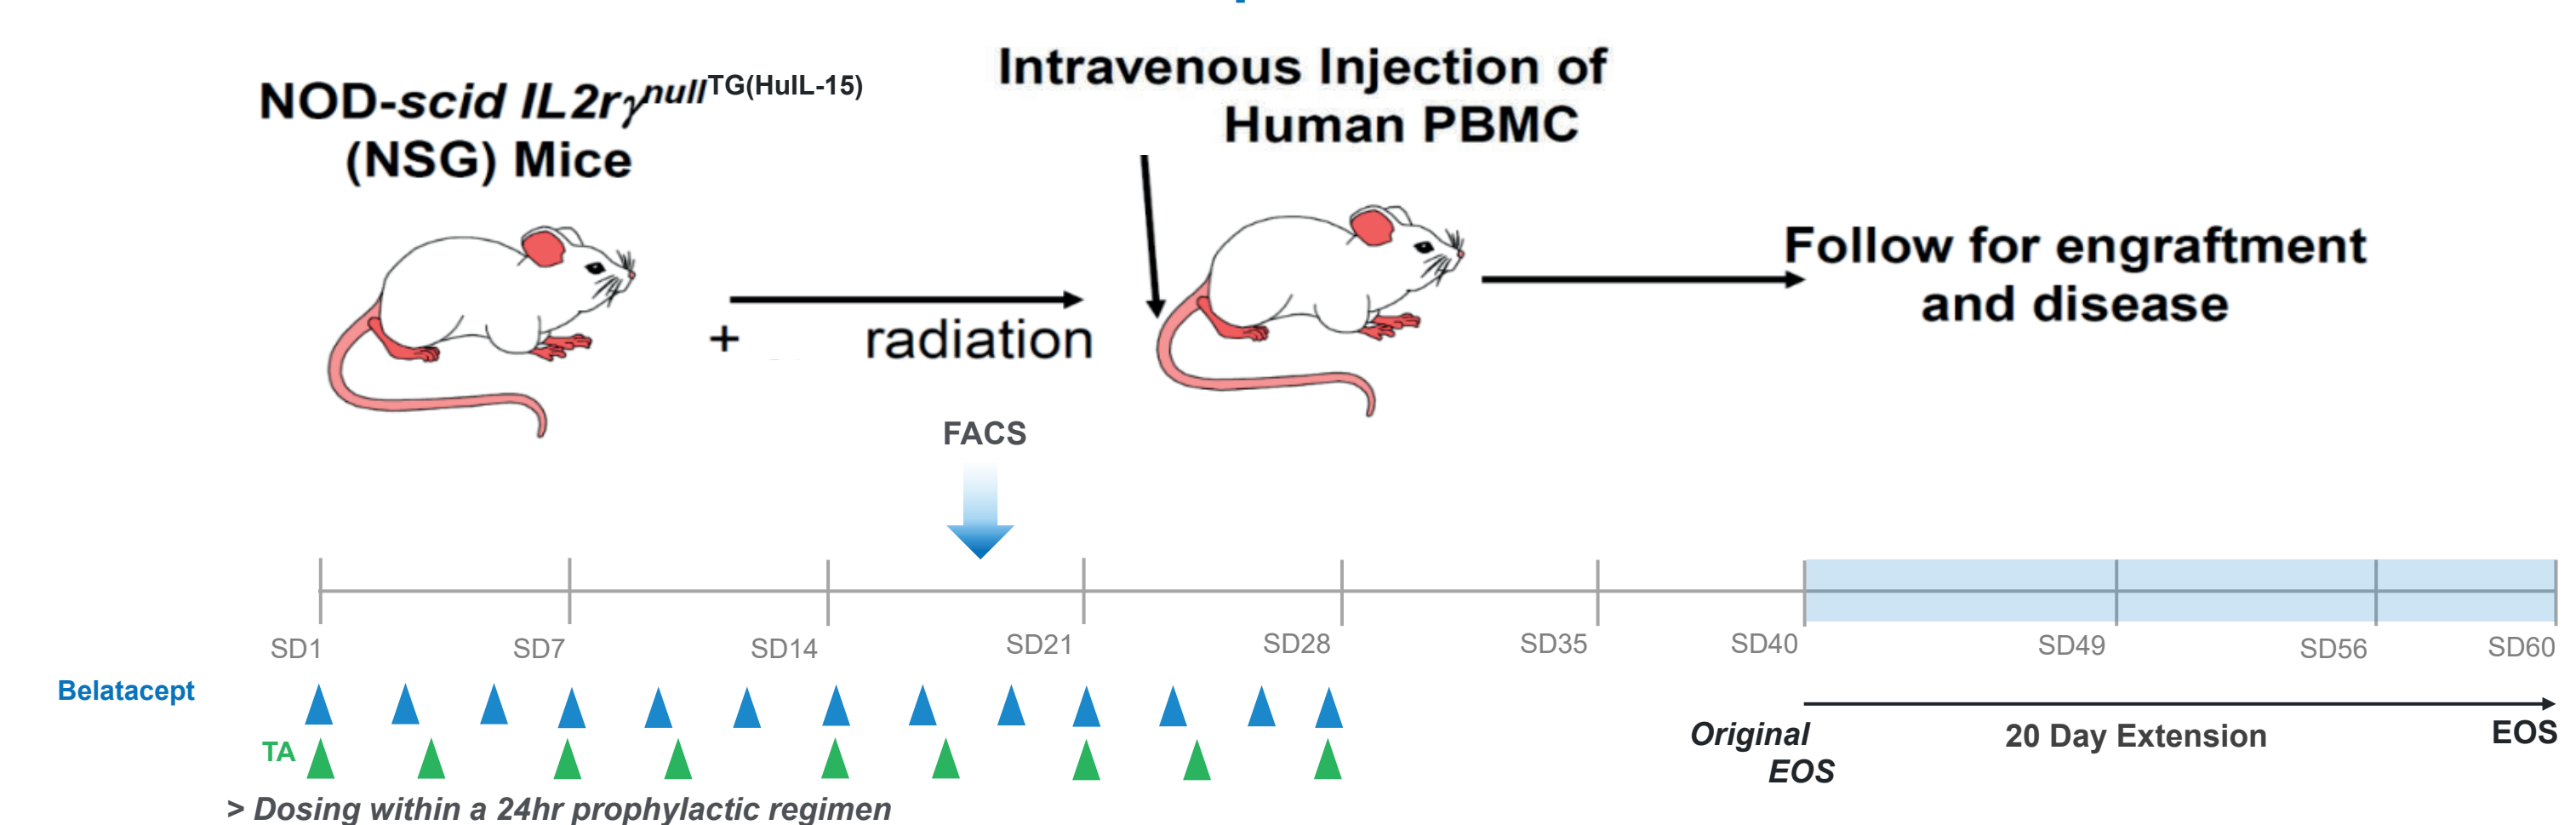 NOD-scid IL2rγnullTG(HuIL-15)
(NSG) Mice
Intravenous Injection of
Human PBMC
+ radiation
Follow for engraftment
and disease
FACS
SD1 SD7 SD14 SD21 SD28 SD35 SD40 SD49 SD56 SD60
Belatacept
TA
Original
EOS
20 Day Extension
EOS
> Dosing within a 24hr prophylactic regimen